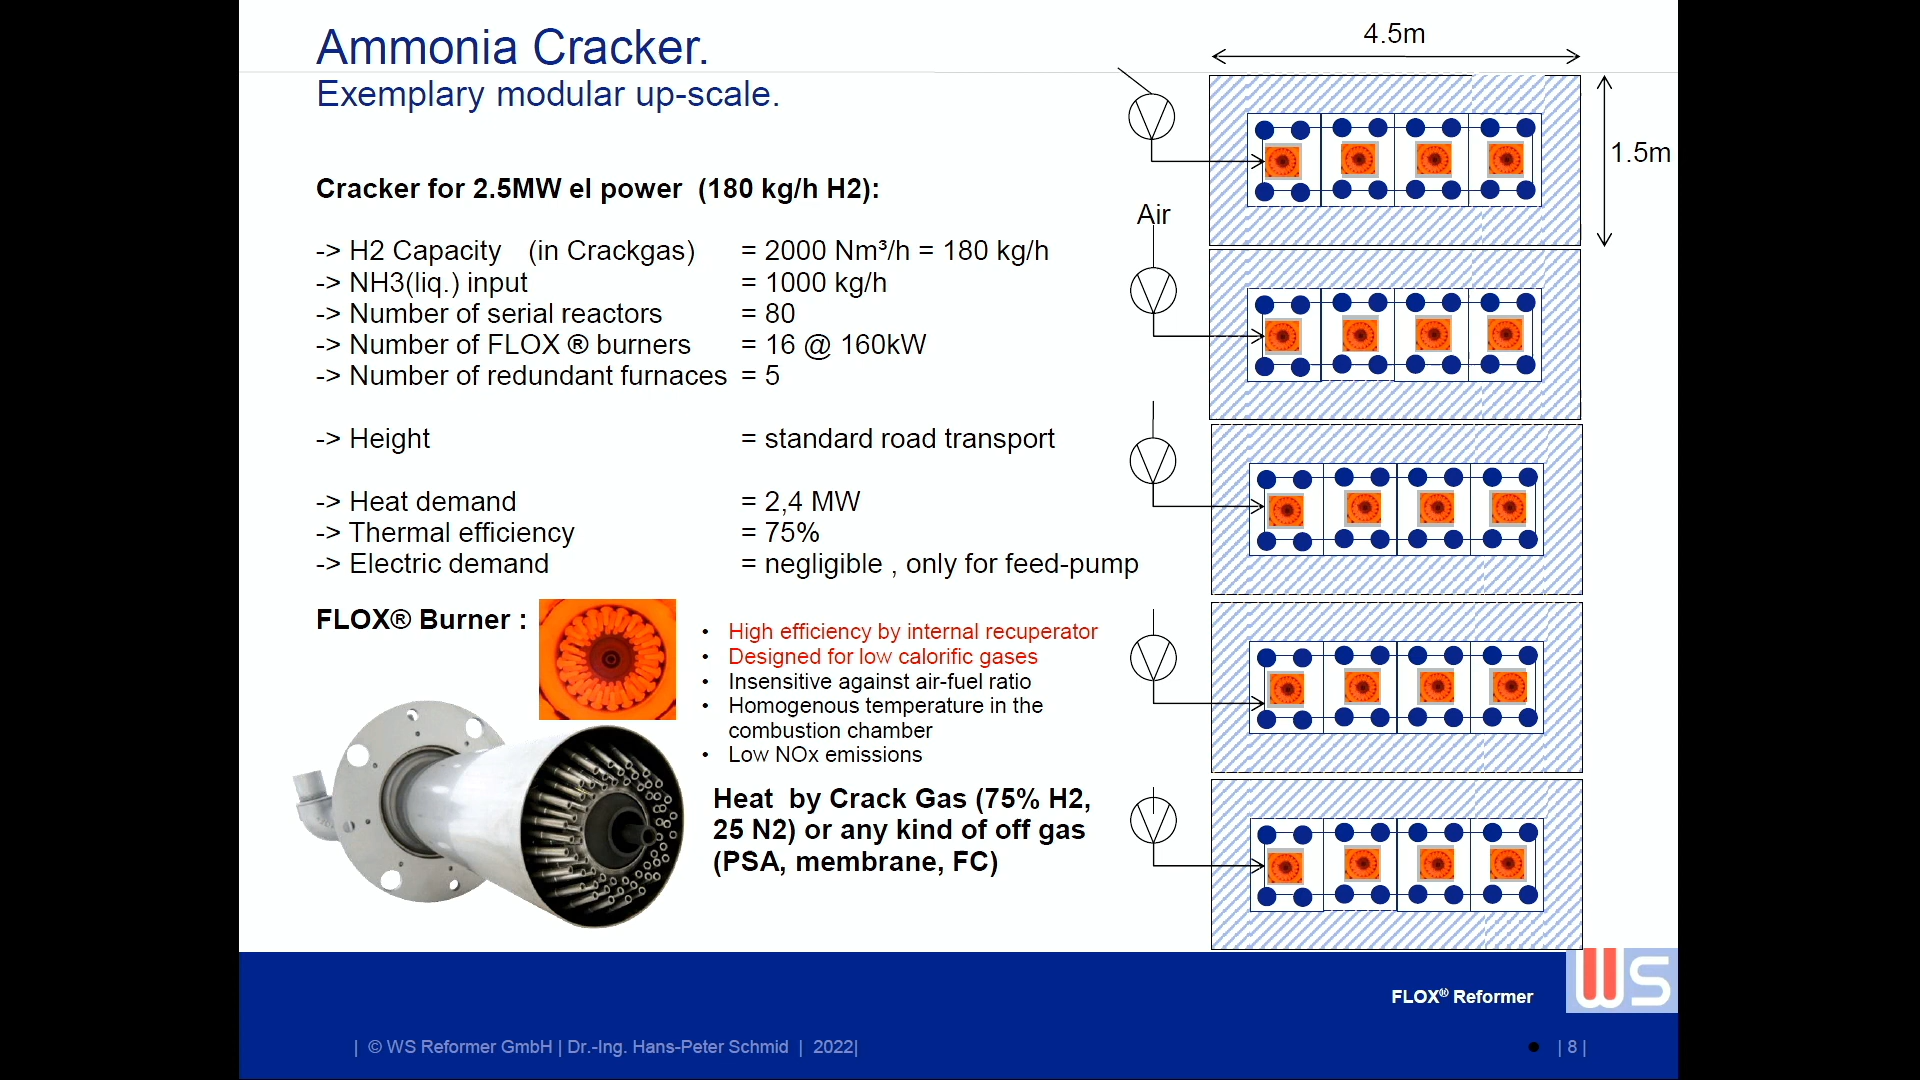 Ammonia Cracker.
Exemplary modular up-scale.
Cracker for 2.5MW el power (180 kg/h H2):
-> H2 Capacity (in Crackgas) = 2000 Nm³/h = 180 kg/h
-> NH3(liq.) input = 1000 kg/h
-> Number of serial reactors = 80
-> Number of FLOX ® burners = 16 @ 160kW
-> Number of redundant furnaces = 5
-> Height = standard road transport
-> Heat demand = 2,4 MW
-> Thermal efficiency = 75%
-> Electric demand = negligible , only for feed-pump
FLOX® Burner :
• High efficiency by internal recuperator
• Designed for low calorific gases
• Insensitive against air-fuel ratio
• Homogenous temperature in the
combustion chamber
• Low NOx emissions
Heat by Crack Gas (75% H2,
25 N2) or any kind of off gas
(PSA, membrane, FC)
4.5m
1.5m
Air
FLOX® Reformer
WS
| © WS Reformer GmbH | Dr.-Ing. Hans-Peter Schmid | 2022|
• | 8 |